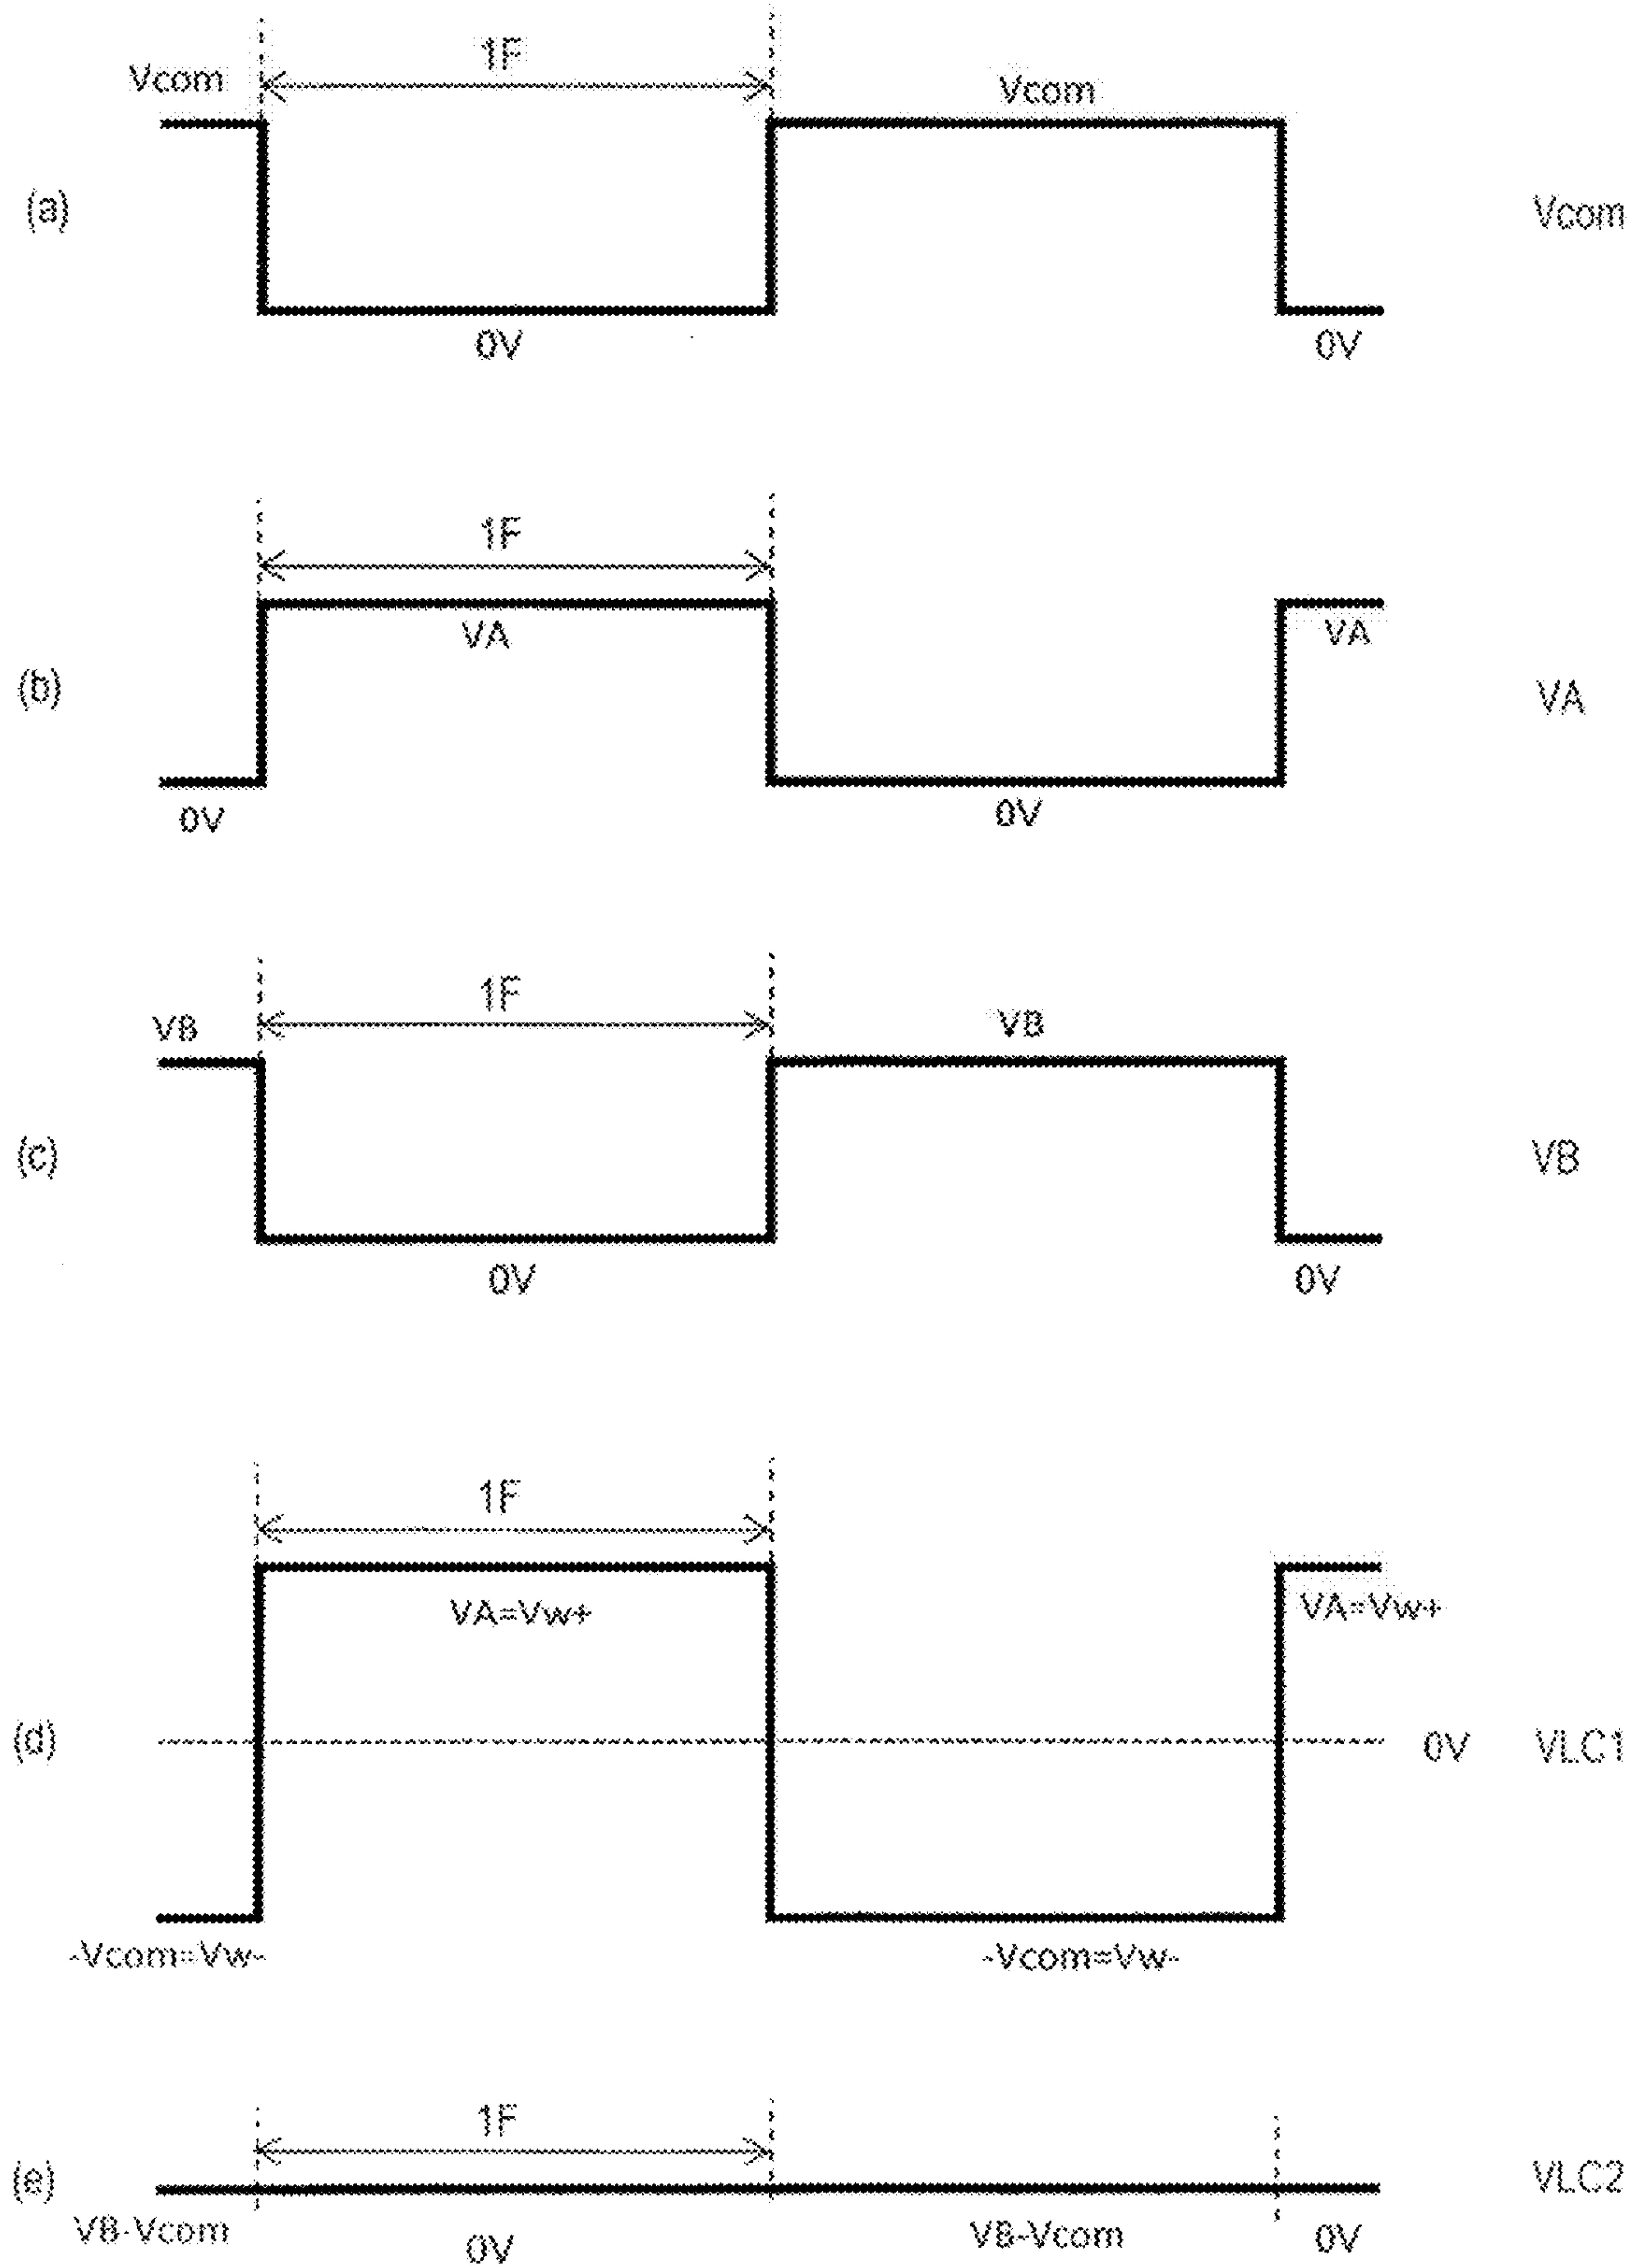 1F
Vcom
Vcom
(a)
Vcom
0V
0V
1F
VA
VA
(b)
VA
0V
0V
1F
VB
VB
(c)
VB
0V
0V
1F
VA=Vw+
VA=Vw+
(d)
0V
VLC1
-Vcom=Vw-
-Vcom=Vw-
1F
(e)
VLC2
VB-Vcom
0V
VB-Vcom
0V